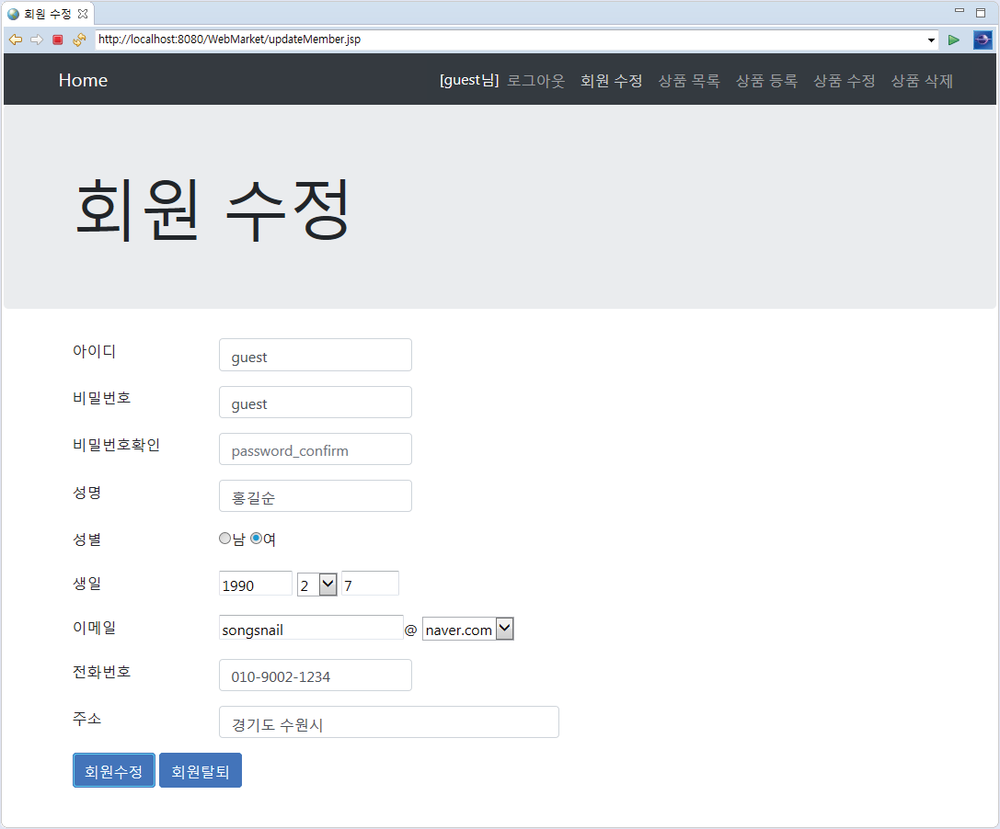 회원 수정
http://localhost:8080/WebMarket/updateMember.jsp
Home [guest님] 로그아웃 회원 수정 상품 목록 상품 등록 상품 수정 상품 삭제
회원 수정
아이디 guest
비밀번호 guest
비밀번호확인 password_confirm
성명 홍길순
성별 남 여
생일 1990 2 7
이메일 songsnail @ naver.com
전화번호 010-9002-1234
주소 경기도 수원시
회원수정 회원탈퇴